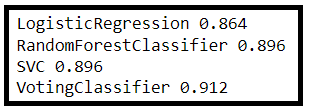 LogisticRegression 0.864
RandomForestClassifier 0.896
SVC 0.896
VotingClassifier 0.912